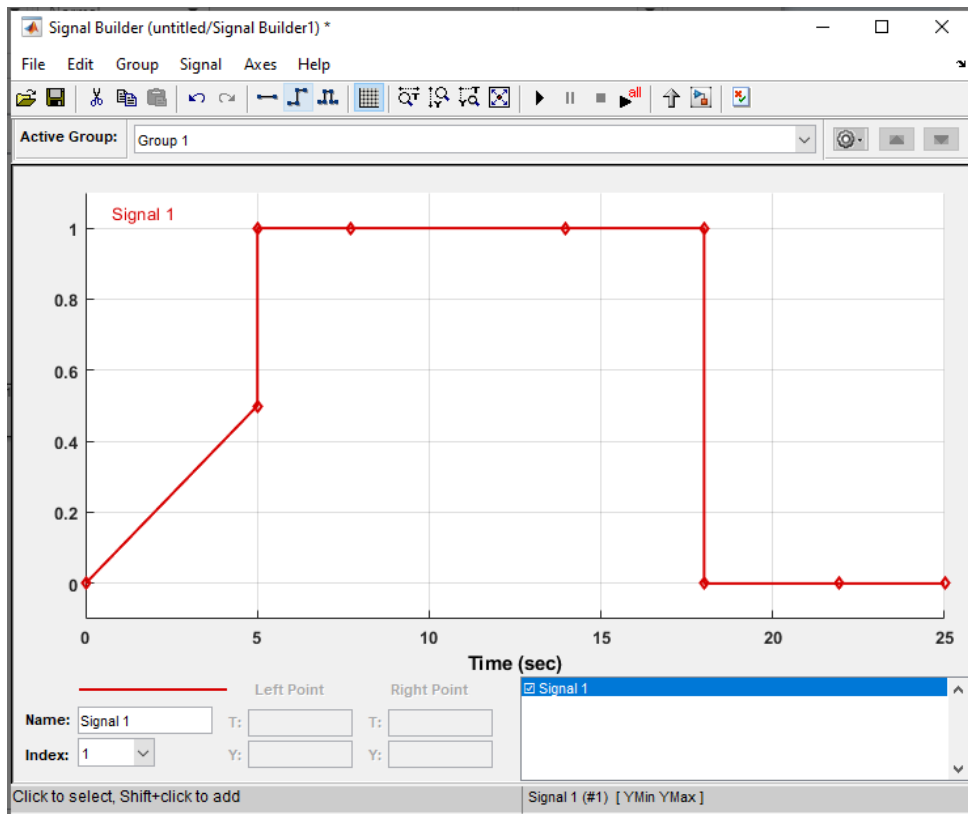 Signal Builder (untitled/Signal Builder1) *
File Edit Group Signal Axes Help
all
Active Group: Group 1
Signal 1
1
0.8
0.6
0.4
0.2
0
0 5 10 15 20 25
Time (sec)
Left Point Right Point
Signal 1
Name: Signal 1 T: T:
Index: 1 Y: Y:
Click to select, Shift+click to add Signal 1 (#1) [ YMin YMax ]